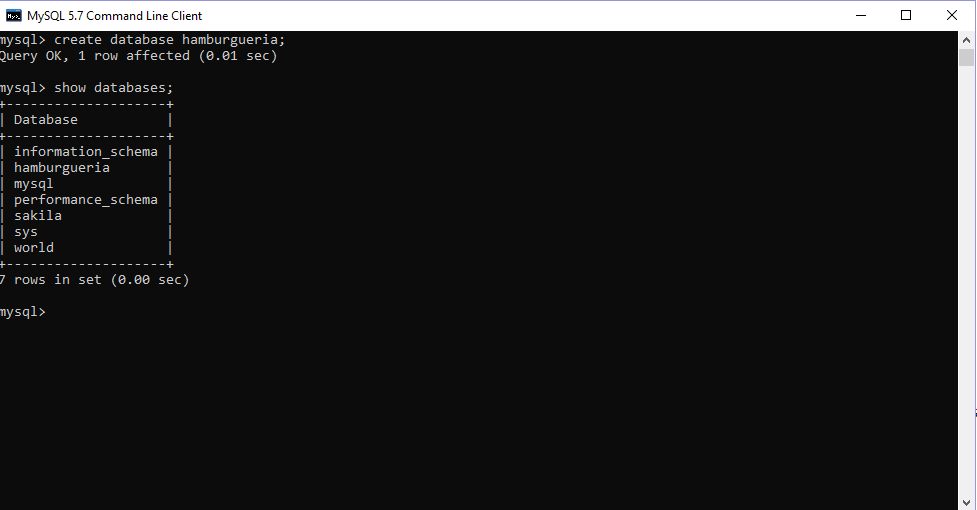 MySQL 5.7 Command Line Client
mysql> create database hamburgueria;
Query OK, 1 row affected (0.01 sec)
mysql> show databases;
+--------------------+
| Database           |
+--------------------+
| information_schema |
| hamburgueria       |
| mysql              |
| performance_schema |
| sakila             |
| sys                |
| world              |
+--------------------+
7 rows in set (0.00 sec)
mysql>